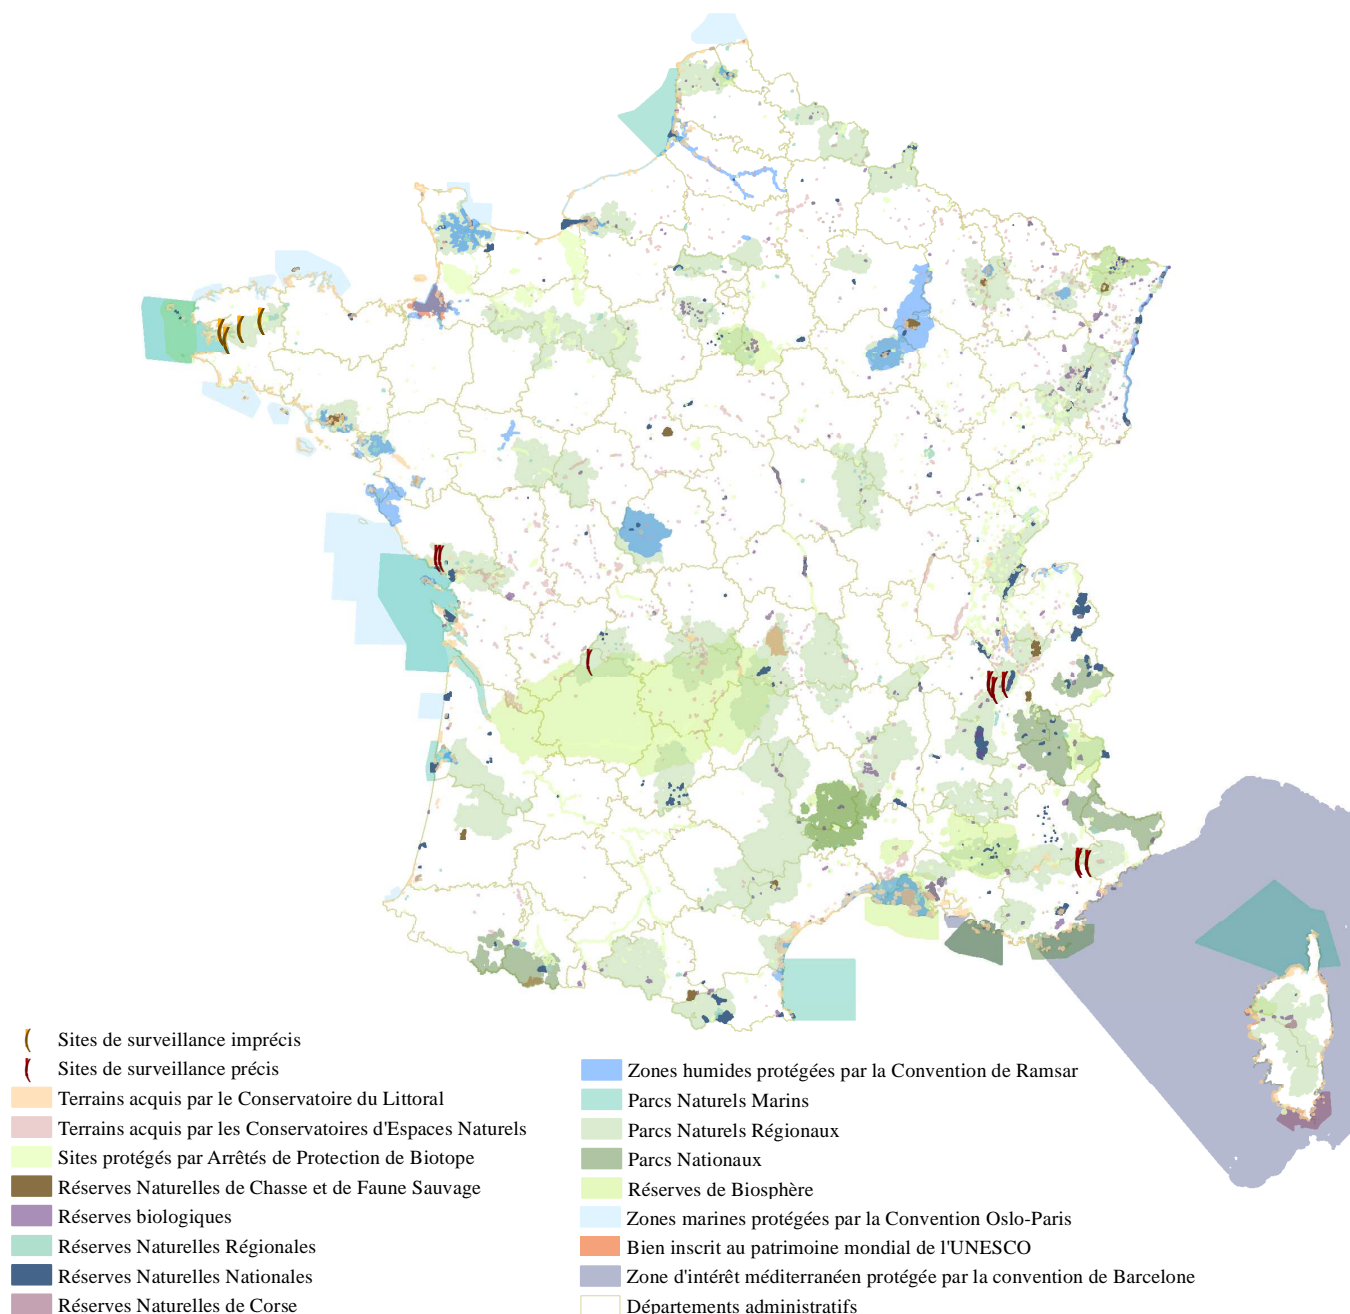 Sites de surveillance imprécis
Sites de surveillance précis
Terrains acquis par le Conservatoire du Littoral
Terrains acquis par les Conservatoires d'Espaces Naturels
Sites protégés par Arrêtés de Protection de Biotope
Réserves Naturelles de Chasse et de Faune Sauvage
Réserves biologiques
Réserves Naturelles Régionales
Réserves Naturelles Nationales
Réserves Naturelles de Corse
Zones humides protégées par la Convention de Ramsar
Parcs Naturels Marins
Parcs Naturels Régionaux
Parcs Nationaux
Réserves de Biosphère
Zones marines protégées par la Convention Oslo-Paris
Bien inscrit au patrimoine mondial de l'UNESCO
Zone d'intérêt méditerranéen protégée par la convention de Barcelone
Départements administratifs